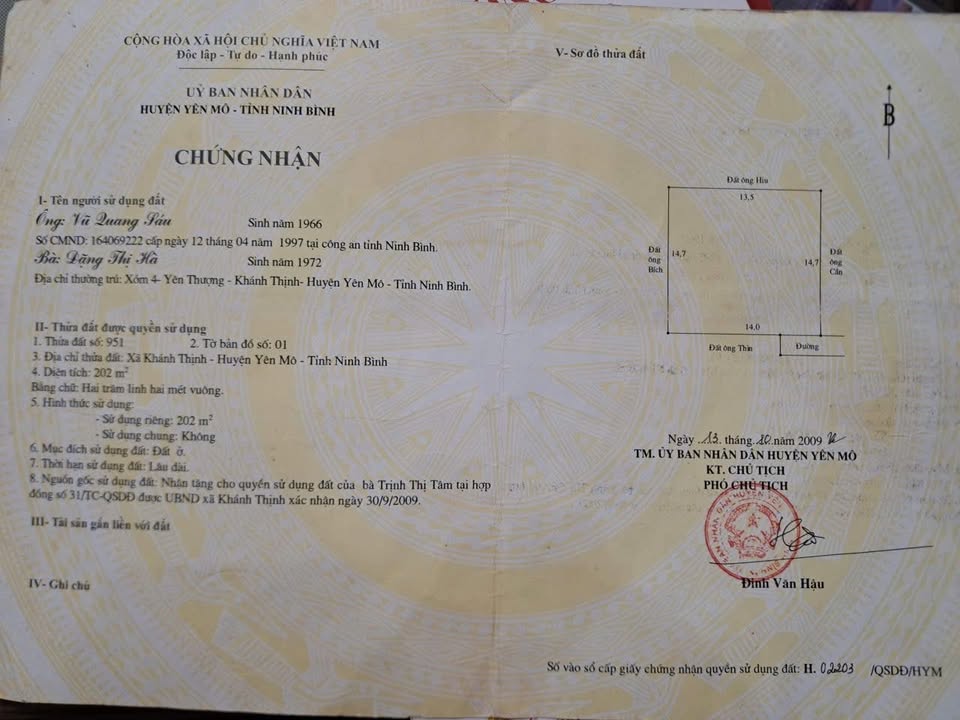 CỘNG HÒA XÃ HỘI CHỦ NGHĨA VIỆT NAM
Độc lập - Tự do - Hạnh phúc
UỶ BAN NHÂN DÂN
HUYỆN YÊN MÔ - TỈNH NINH BÌNH
CHỨNG NHẬN
I- Tên người sử dụng đất
Ông: Vũ Quang Sáu Sinh năm 1966
Số CMND: 164069222 cấp ngày 12 tháng 04 năm 1997 tại công an tỉnh Ninh Bình.
Bà: Đặng Thị Hà Sinh năm 1972
Địa chỉ thường trú: Xóm 4- Yên Thượng - Khánh Thịnh- Huyện Yên Mô - Tỉnh Ninh Bình.
II- Thửa đất được quyền sử dụng
1. Thửa đất số: 951 2. Tờ bản đồ số: 01
3. Địa chỉ thửa đất: Xã Khánh Thịnh - Huyện Yên Mô - Tỉnh Ninh Bình
4. Diện tích: 202 m²
Bằng chữ: Hai trăm linh hai mét vuông.
5. Hình thức sử dụng:
- Sử dụng riêng: 202 m²
- Sử dụng chung: Không
6. Mục đích sử dụng đất: Đất ở.
7. Thời hạn sử dụng đất: Lâu dài.
8. Nguồn gốc sử dụng đất: Nhận tặng cho quyền sử dụng đất của bà Trịnh Thị Tâm tại hợp
đồng số 31/TC-QSDĐ được UBND xã Khánh Thịnh xác nhận ngày 30/9/2009.
III- Tài sản gắn liền với đất
IV- Ghi chú
V- Sơ đồ thửa đất
B
Đất ông Hiu
13,5
Đất
ông
Bích
14,7
14,7
Đất
ông
Căn
14,0
Đất ông Thìn
Đường
Ngày 13 tháng 10 năm 2009
TM. ỦY BAN NHÂN DÂN HUYỆN YÊN MÔ
KT. CHỦ TỊCH
PHÓ CHỦ TỊCH
Đinh Văn Hậu
Số vào sổ cấp giấy chứng nhận quyền sử dụng đất: H. 02203 /QSDĐ/HYM